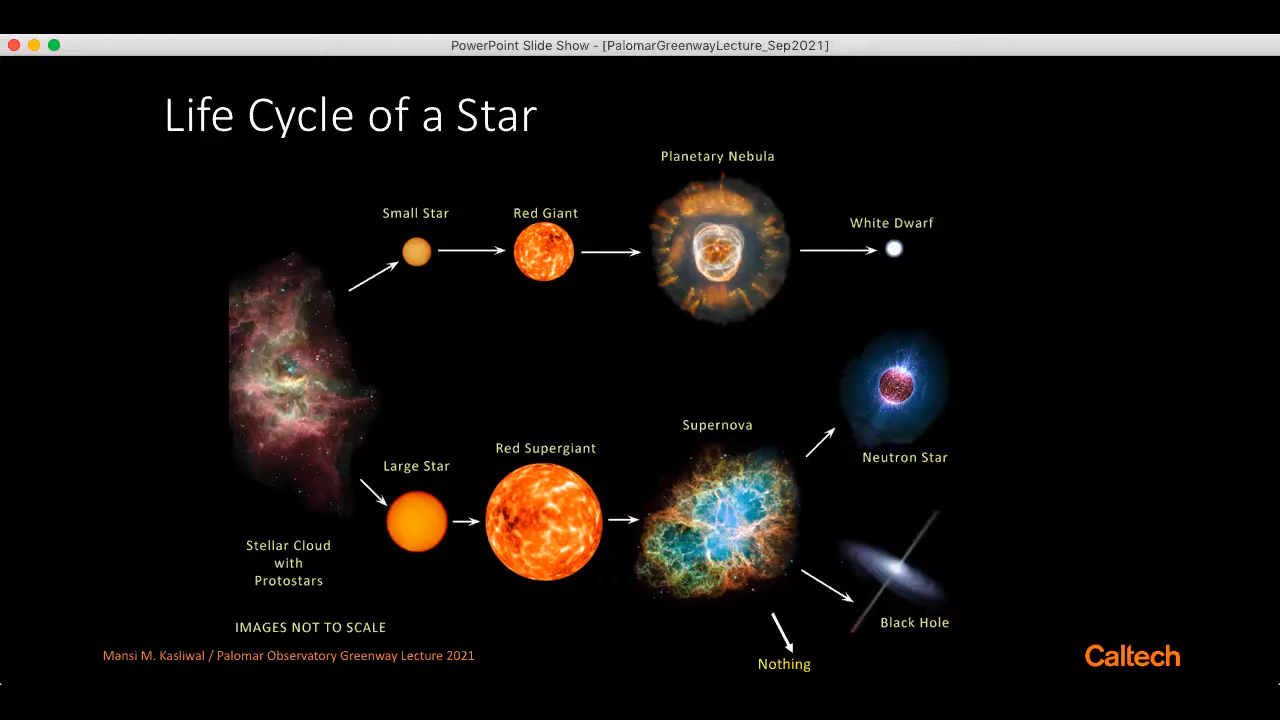 PowerPoint Slide Show - [PalomarGreenwayLecture_Sep2021]
Life Cycle of a Star
Planetary Nebula
Small Star
Red Giant
White Dwarf
Supernova
Red Supergiant
Neutron Star
Large Star
Stellar Cloud
with
Protostars
Black Hole
IMAGES NOT TO SCALE
Mansi M. Kasliwal / Palomar Observatory Greenway Lecture 2021
Nothing
Caltech